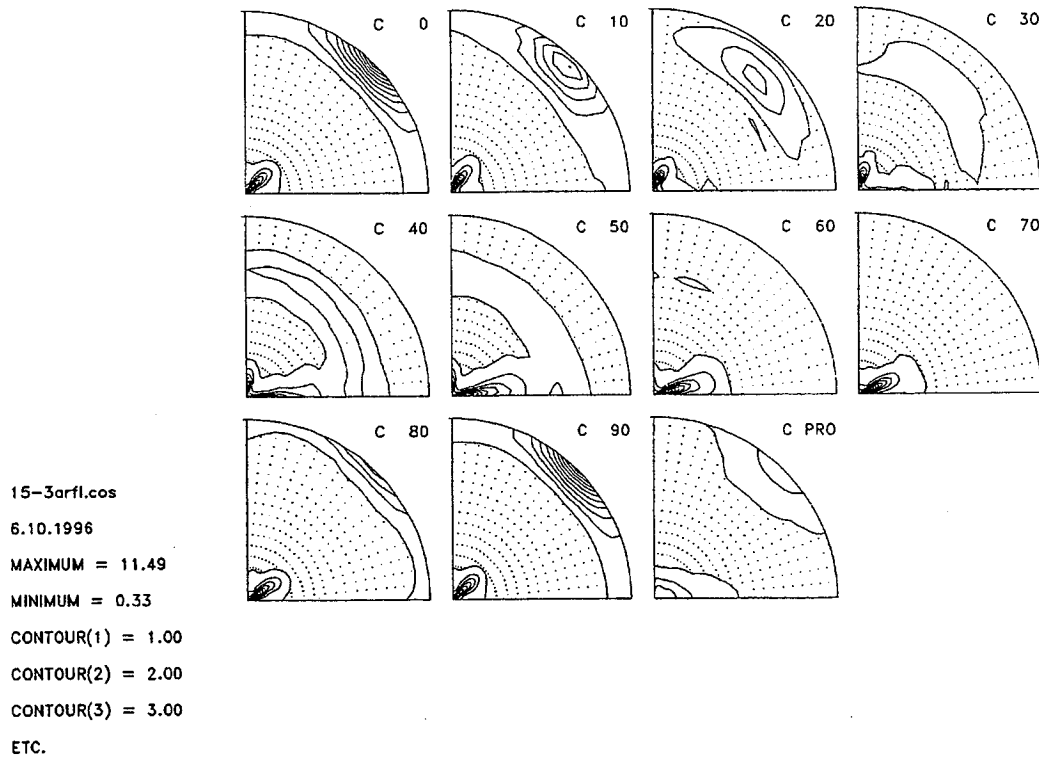 C 0
C 10
C 20
C 30
C 40
C 50
C 60
C 70
C 80
C 90
C PRO
15-3arfl.cos
6.10.1996
MAXIMUM = 11.49
MINIMUM = 0.33
CONTOUR(1) = 1.00
CONTOUR(2) = 2.00
CONTOUR(3) = 3.00
ETC.